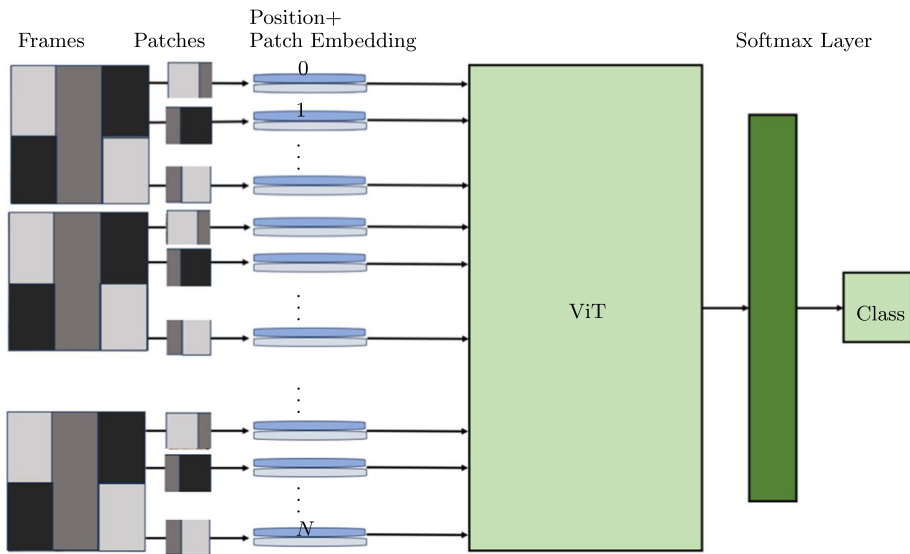 Position+
Frames Patches Patch Embedding Softmax Layer
0
1
ViT
Class
N